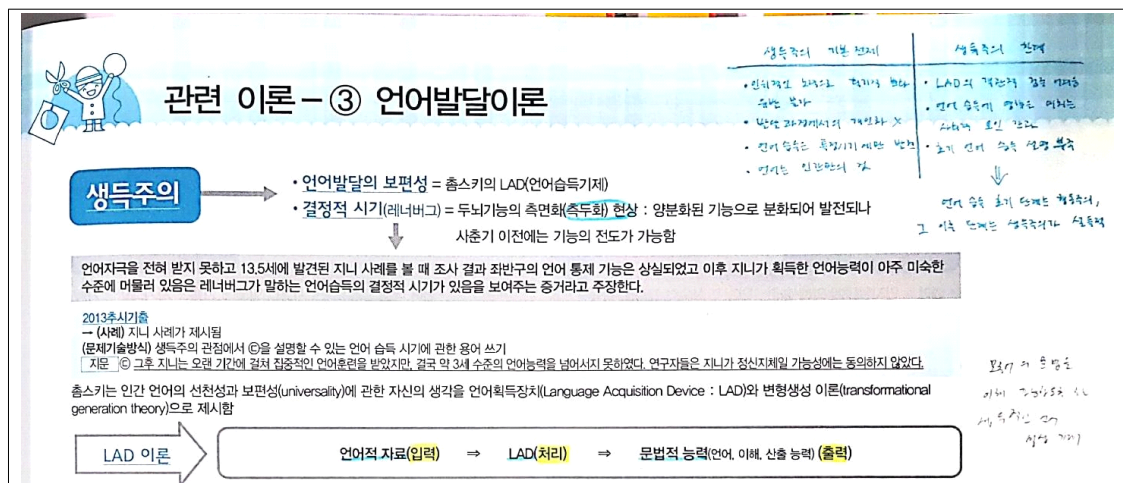 관련 이론 – ③ 언어발달이론
생득주의 기본전제
• 언어 습득은 특정시기에만 발전
• 언어는 인간만의 것
생득주의 한계
• LAD의 객관적 검증 어려움
• 언어 습득에 영향을 미치는
사회적 요인 간과
• 초기 언어 습득 설명 부족
⇓
언어 습득 초기 단계는 행동주의,
그 이후 단계는 생득주의가 설득적
생득주의
• 언어발달의 보편성 = 촘스키의 LAD(언어습득기제)
• 결정적 시기(레너버그) = 두뇌기능의 측면화(측두화) 현상 : 양분화된 기능으로 분화되어 발전되나
사춘기 이전에는 기능의 전도가 가능함
언어자극을 전혀 받지 못하고 13.5세에 발견된 지니 사례를 볼 때 조사 결과 좌반구의 언어 통제 기능은 상실되었고 이후 지니가 획득한 언어능력이 아주 미숙한
수준에 머물러 있음은 레너버그가 말하는 언어습득의 결정적 시기가 있음을 보여주는 증거라고 주장한다.
2013추시기출
→ (사례) 지니 사례가 제시됨
(문제기술방식) 생득주의 관점에서 ㉢을 설명할 수 있는 언어 습득 시기에 관한 용어 쓰기
지문 ㉢ 그후 지니는 오랜 기간에 걸쳐 집중적인 언어훈련을 받았지만, 결국 약 3세 수준의 언어능력을 넘어서지 못하였다. 연구자들은 지니가 정신지체일 가능성에는 동의하지 않았다.
촘스키는 인간 언어의 선천성과 보편성(universality)에 관한 자신의 생각을 언어획득장치(Language Acquisition Device : LAD)와 변형생성 이론(transformational
generation theory)으로 제시함
LAD 이론
언어적 자료(입력) ⇒ LAD(처리) ⇒ 문법적 능력(언어, 이해, 산출 능력) (출력)